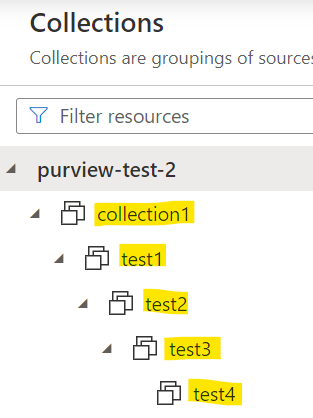 Collections
Collections are groupings of sources
Filter resources
purview-test-2
collection1
test1
test2
test3
test4